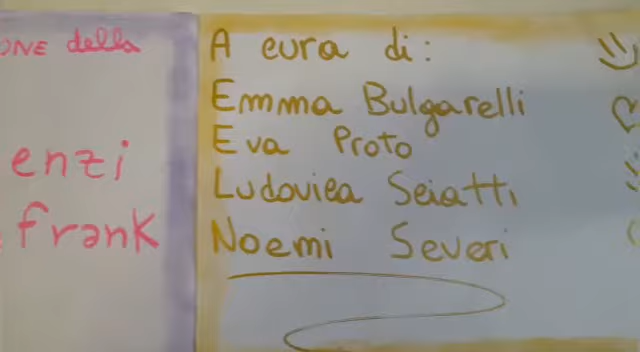 ONE della
enzi
frank
A cura di:
Emma Bulgarelli
Eva Proto
Ludovica Sciatti
Noemi Severi